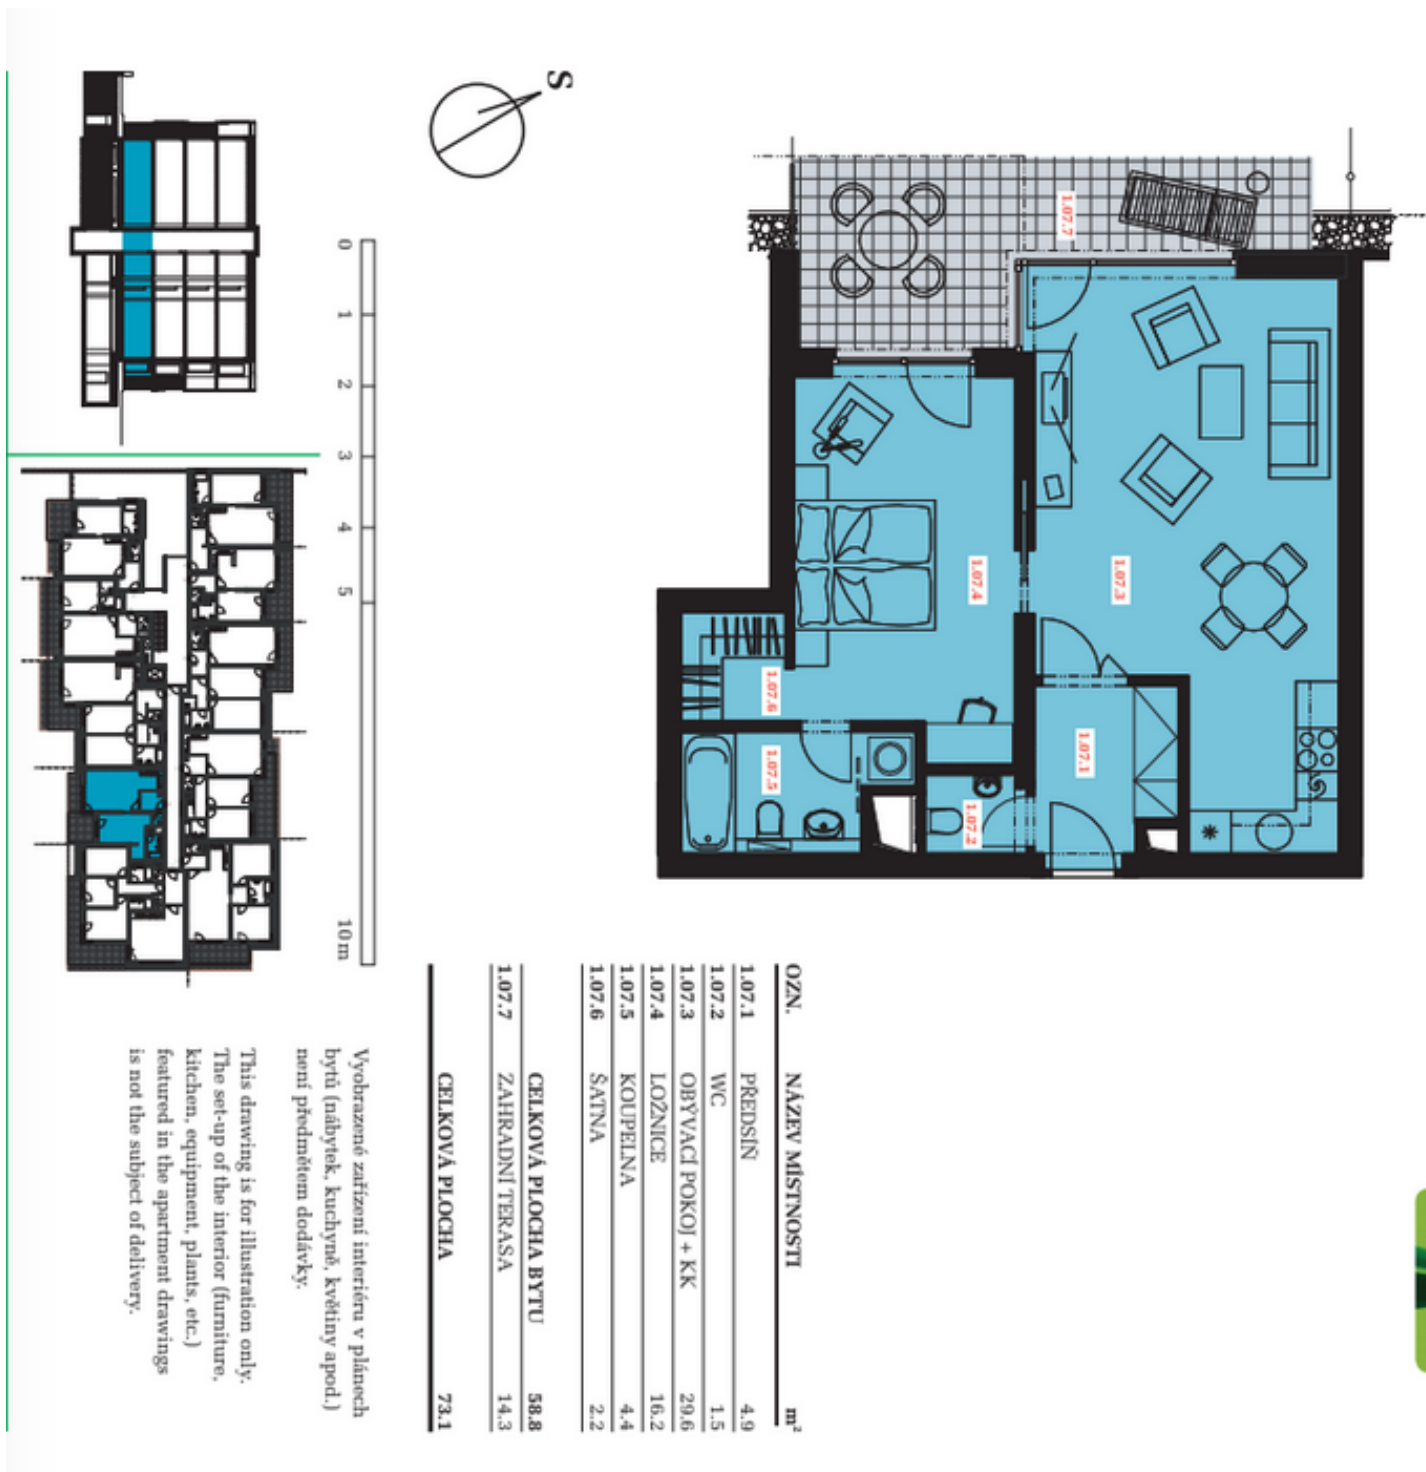 S
0 1 2 3 4 5 10 m
1.07.7
1.07.4
1.07.3
1.07.6
1.07.5
1.07.2
1.07.1
OZN. NÁZEV MÍSTNOSTI m²
1.07.1 PŘEDSÍŇ 4.9
1.07.2 WC 1.5
1.07.3 OBÝVACÍ POKOJ + KK 29.6
1.07.4 LOŽNICE 16.2
1.07.5 KOUPELNA 4.4
1.07.6 ŠATNA 2.2
CELKOVÁ PLOCHA BYTU 58.8
1.07.7 ZAHRADNÍ TERASA 14.3
CELKOVÁ PLOCHA 73.1
Vyobrazené zařízení interiéru v plánech
bytů (nábytek, kuchyně, květiny apod.)
není předmětem dodávky.
This drawing is for illustration only.
The set-up of the interior (furniture,
kitchen, equipment, plants, etc.)
featured in the apartment drawings
is not the subject of delivery.